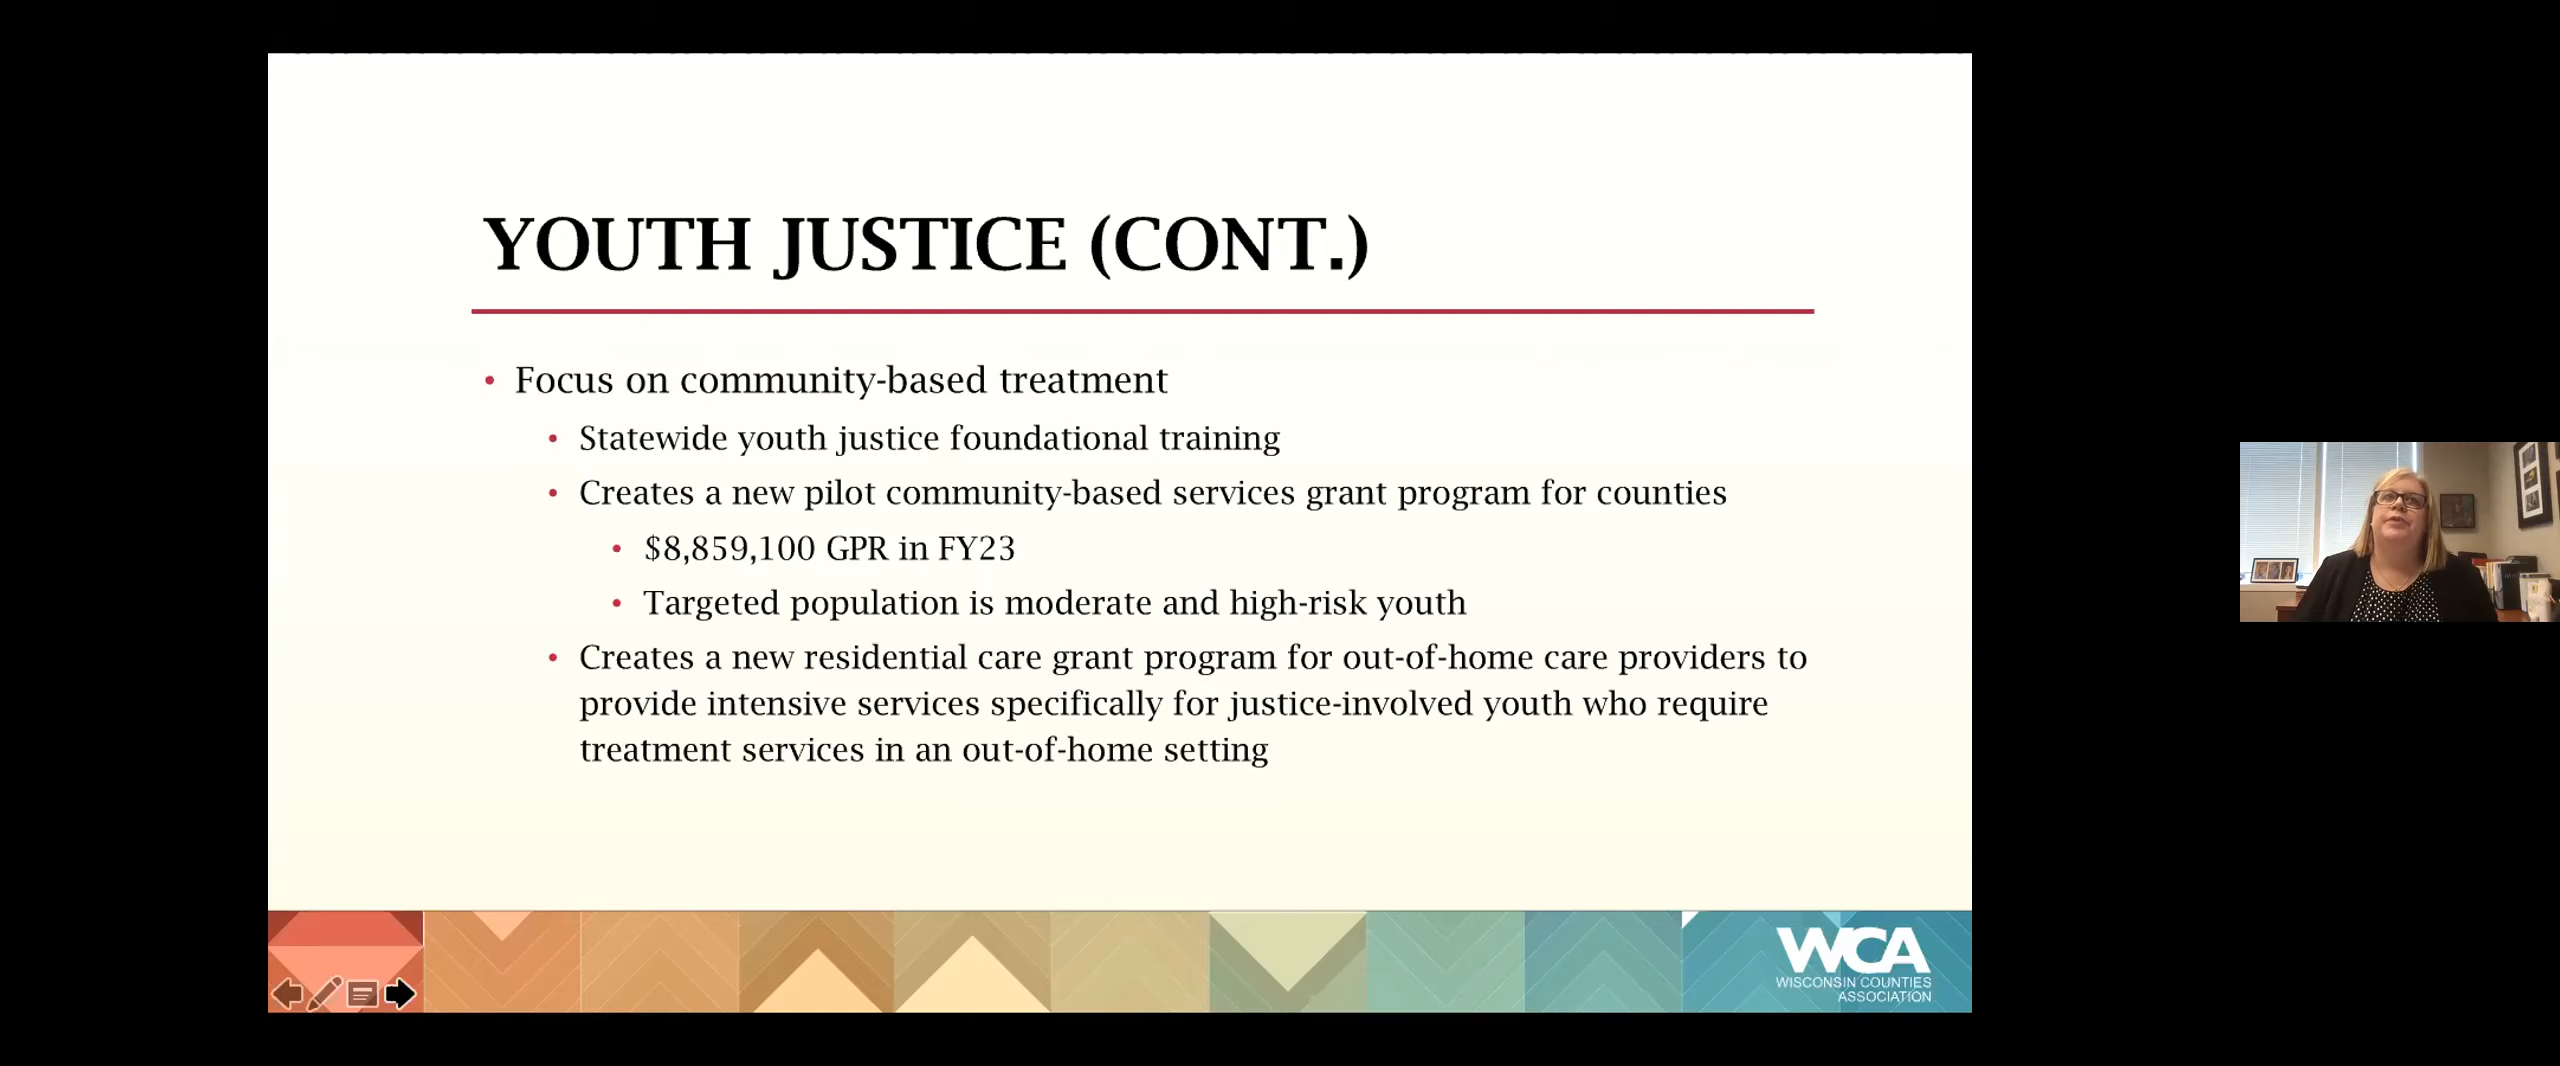 YOUTH JUSTICE (CONT.)
• Focus on community-based treatment
• Statewide youth justice foundational training
• Creates a new pilot community-based services grant program for counties
• $8,859,100 GPR in FY23
• Targeted population is moderate and high-risk youth
• Creates a new residential care grant program for out-of-home care providers to
provide intensive services specifically for justice-involved youth who require
treatment services in an out-of-home setting
WCA
WISCONSIN COUNTIES
ASSOCIATION